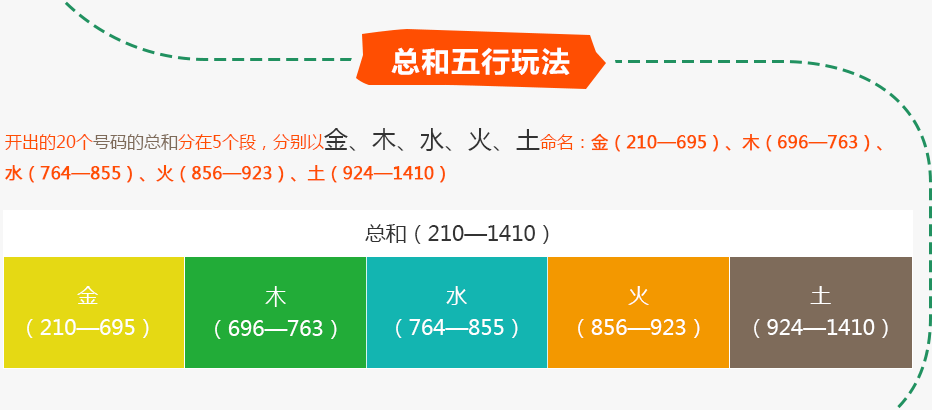 总和五行玩法
开出的20个号码的总和分在5个段，分别以金、木、水、火、土命名：金（210—695）、木（696—763）、
水（764—855）、火（856—923）、土（924—1410）
总和（210—1410）
金 木 水 火 土
（210—695） （696—763） （764—855） （856—923） （924—1410）